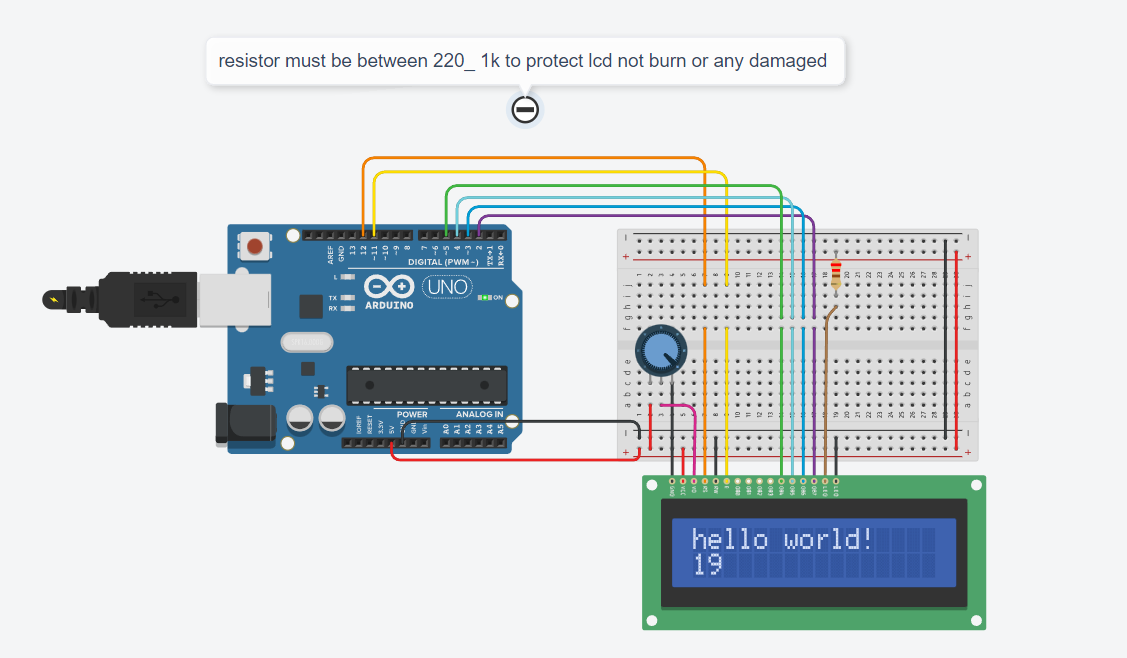 resistor must be between 220_ 1k to protect lcd not burn or any damaged
AREF
GND
13
12
~11
~10
~9
8
7
~6
~5
4
~3
2
TX→1
RX←0
DIGITAL (PWM~)
L
TX
RX
ARDUINO
UNO
ON
POWER
ANALOG IN
IOREF
RESET
3.3V
5V
GND
Vin
A0
A1
A2
A3
A4
A5
hello world!
19